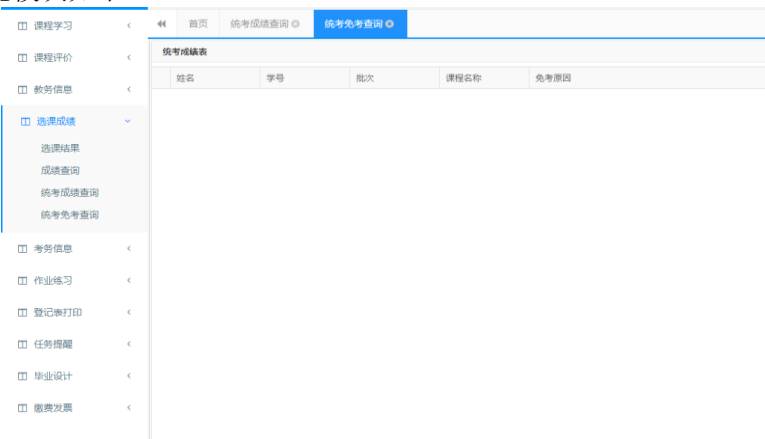 课程学习
课程评价
教务信息
选课成绩
选课结果
成绩查询
统考成绩查询
统考免考查询
考务信息
作业练习
登记表打印
任务提醒
毕业设计
缴费发票
首页 统考成绩查询 统考免考查询
统考成绩表
姓名 学号 批次 课程名称 免考原因